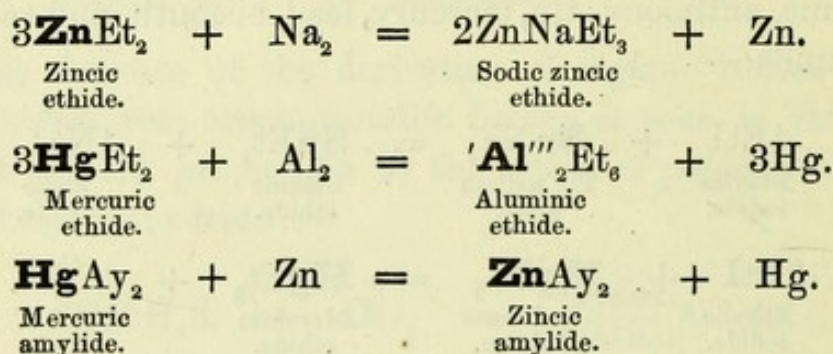 3ZnEt₂ + Na₂ = 2ZnNaEt₃ + Zn.
Zincic Sodic zincic
ethide. ethide.
3HgEt₂ + Al₂ = ′Al‴₂Et₆ + 3Hg.
Mercuric Aluminic
ethide. ethide.
HgAy₂ + Zn = ZnAy₂ + Hg.
Mercuric Zincic
amylide. amylide.